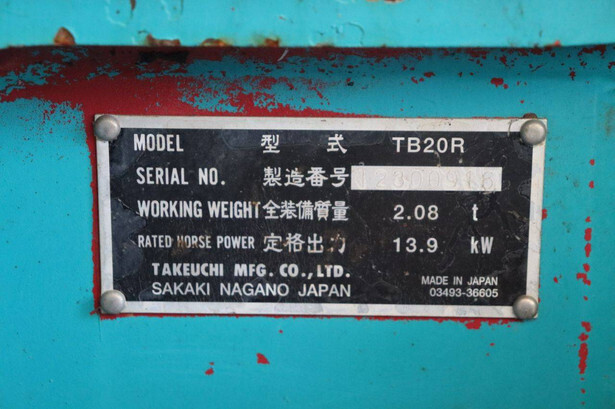 MODEL 型式 TB20R
SERIAL NO. 製造番号
WORKING WEIGHT 全装備質量 2.08 t
RATED HORSE POWER 定格出力 13.9 kW
TAKEUCHI MFG. CO., LTD.
SAKAKI NAGANO JAPAN
MADE IN JAPAN
03493-36605